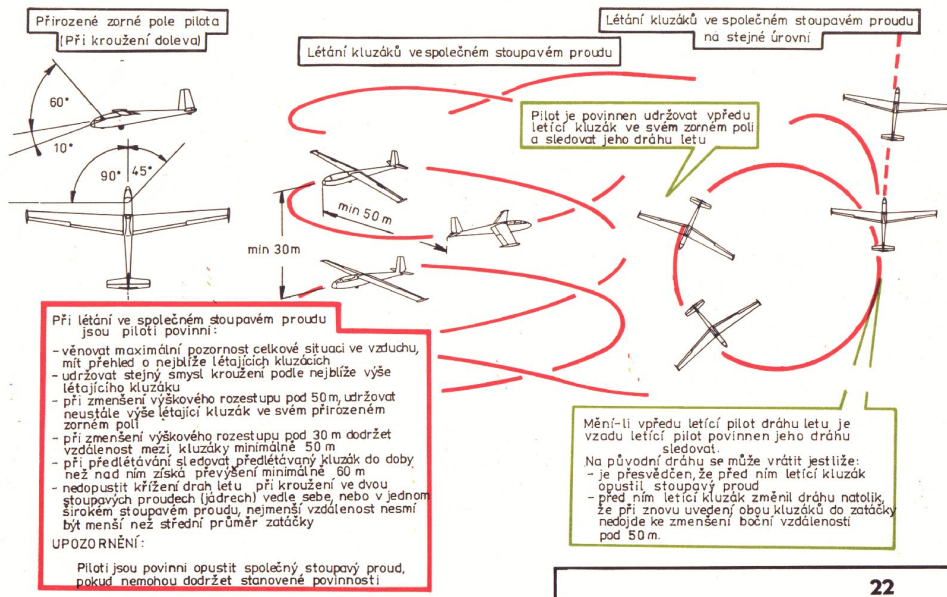 Přirozené zorné pole pilota
(Při kroužení doleva)
Létání kluzáků ve společném stoupavém proudu
Létání kluzáků ve společném stoupavém proudu
na stejné úrovni
60°
10°
90°
45°
min 50 m
min 30m
Pilot je povinnen udržovat vpředu
letící kluzák ve svém zorném poli
a sledovat jeho dráhu letu
Při létání ve společném stoupavém proudu
jsou piloti povinni:
- věnovat maximální pozornost celkové situaci ve vzduchu,
mít přehled o nejblíže létajících kluzácích
- udržovat stejný smysl kroužení podle nejblíže výše
létajícího kluzáku
- při zmenšení výškového rozestupu pod 50m, udržovat
neustále výše létající kluzák ve svém přirozeném
zorném poli
- při zmenšení výškového rozestupu pod 30 m dodržet
vzdálenost mezi kluzáky minimálně 50 m
- při předlétávání sledovat předlétávaný kluzák do doby
než nad ním získá převýšení minimálně 60 m
- nedopustit křížení drah letu při kroužení ve dvou
stoupavých proudech (jádrech) vedle sebe, nebo v jednom
širokém stoupavém proudu, nejmenší vzdálenost nesmí
být menší než střední průměr zatáčky
UPOZORNĚNÍ:
Piloti jsou povinni opustit společný stoupavý proud,
pokud nemohou dodržet stanovené povinnosti
Mění-li vpředu letící pilot dráhu letu, je
vzadu letící pilot povinnen jeho dráhu
sledovat.
Na původní dráhu se může vrátit jestliže:
- je přesvědčen, že před ním letící kluzák
opustil stoupavý proud
- před ním letící kluzák změnil dráhu natolik,
že při znovu uvedení obou kluzáků do zatáčky
nedojde ke zmenšení boční vzdálenosti
pod 50m.
22